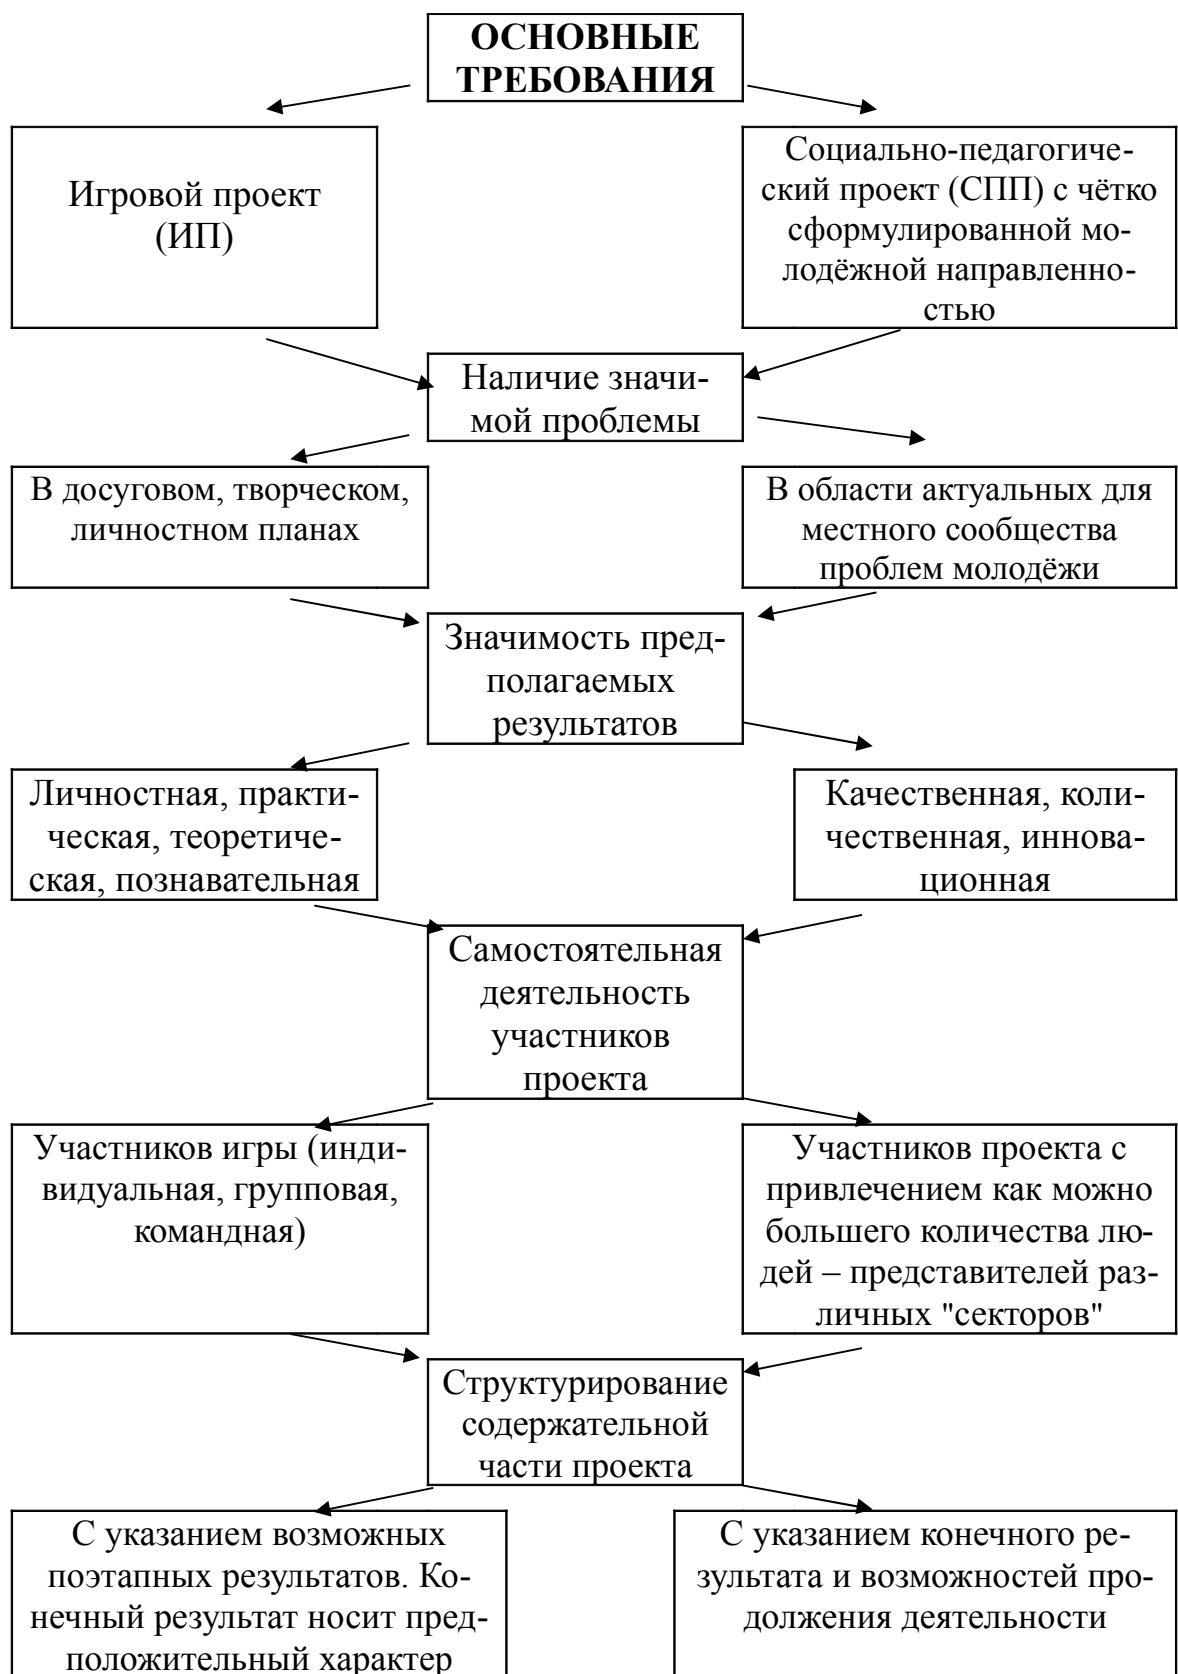 ОСНОВНЫЕ
ТРЕБОВАНИЯ
Игровой проект
(ИП)
Социально-педагогиче-
ский проект (СПП) с чётко
сформулированной мо-
лодёжной направленно-
стью
Наличие значи-
мой проблемы
В досуговом, творческом,
личностном планах
В области актуальных для
местного сообщества
проблем молодёжи
Значимость пред-
полагаемых
результатов
Личностная, практи-
ческая, теоретиче-
ская, познавательная
Качественная, коли-
чественная, иннова-
ционная
Самостоятельная
деятельность
участников
проекта
Участников игры (инди-
видуальная, групповая,
командная)
Участников проекта с
привлечением как можно
большего количества лю-
дей – представителей раз-
личных "секторов"
Структурирование
содержательной
части проекта
С указанием возможных
поэтапных результатов. Ко-
нечный результат носит пред-
положительный характер
С указанием конечного ре-
зультата и возможностей про-
должения деятельности